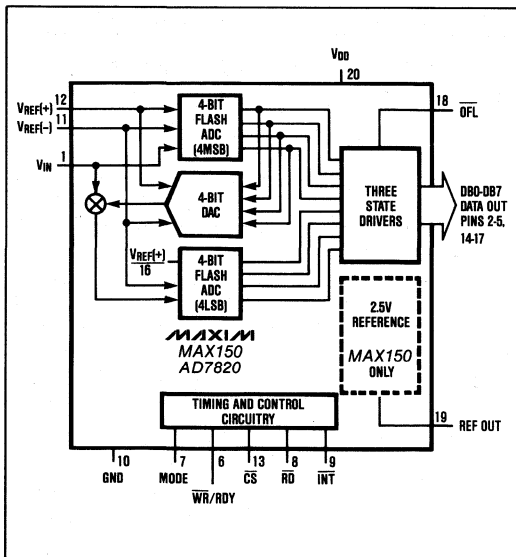 VDD
20
12
VREF(+)
11
VREF(-)
1
VIN
4-BIT
FLASH
ADC
(4MSB)
18
OFL
4-BIT
DAC
THREE
STATE
DRIVERS
DB0-DB7
DATA OUT
PINS 2-5,
14-17
VREF(+)
16
4-BIT
FLASH
ADC
(4LSB)
MAXIM
MAX150
AD7820
2.5V
REFERENCE
MAX150
ONLY
TIMING AND CONTROL
CIRCUITRY
19
REF OUT
10
GND
7
MODE
6
WR/RDY
13
CS
8
RD
9
INT